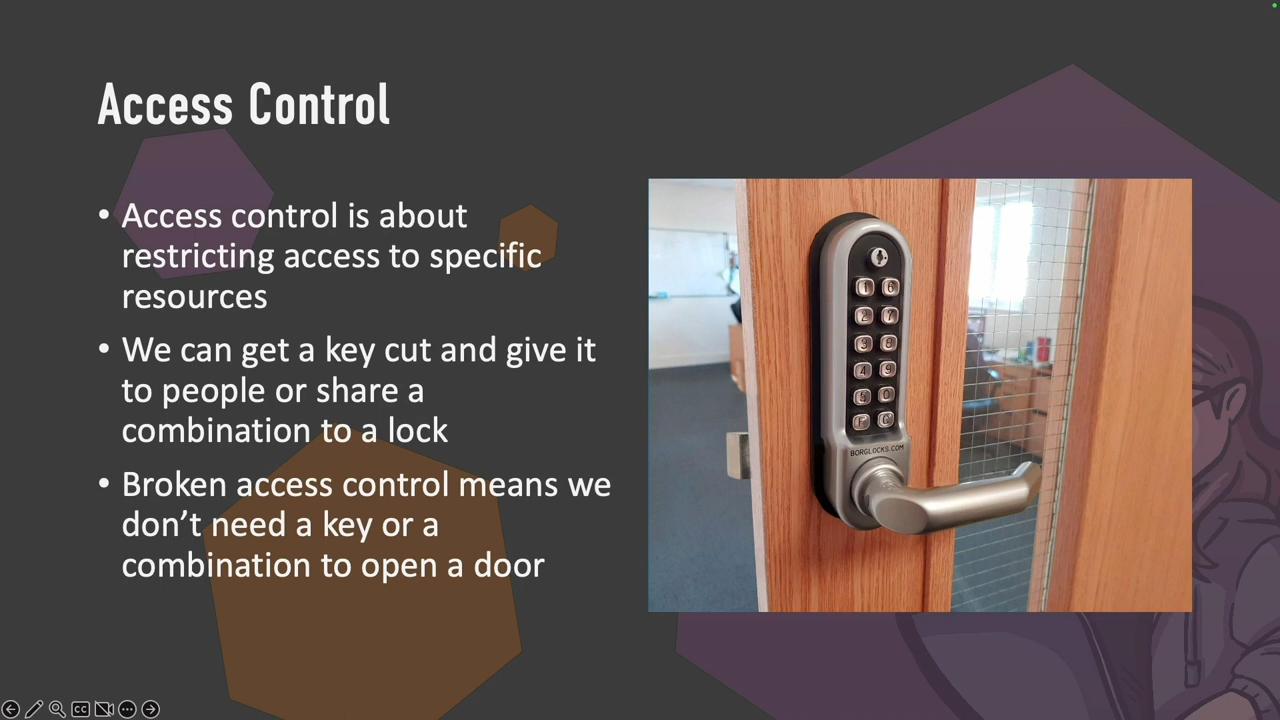 Access Control
• Access control is about
restricting access to specific
resources
• We can get a key cut and give it
to people or share a
combination to a lock
• Broken access control means we
don’t need a key or a
combination to open a door
1 6
2 7
3 8
4 9
5 0
C
BORGLOCKS.COM
CC